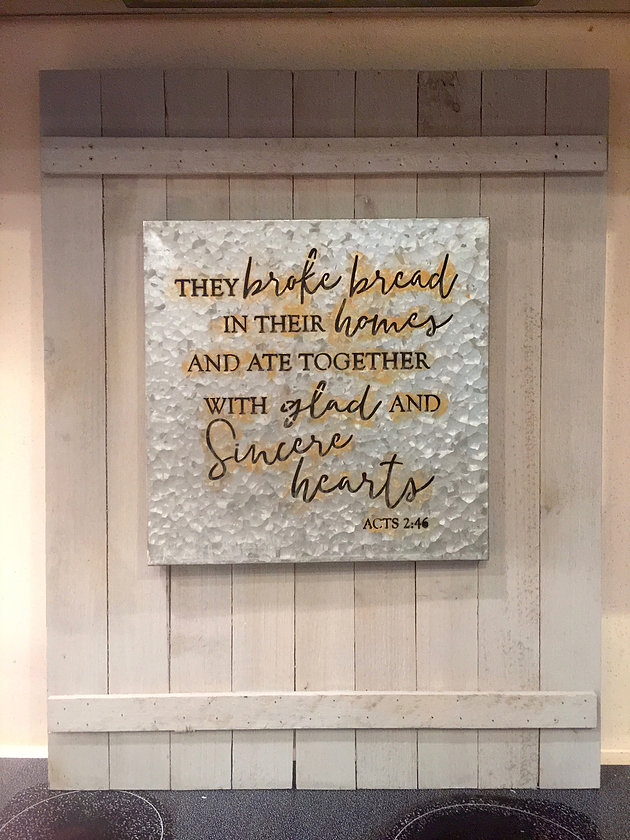 THEY broke bread
IN THEIR homes
AND ATE TOGETHER
WITH glad AND
Sincere
hearts
ACTS 2:46